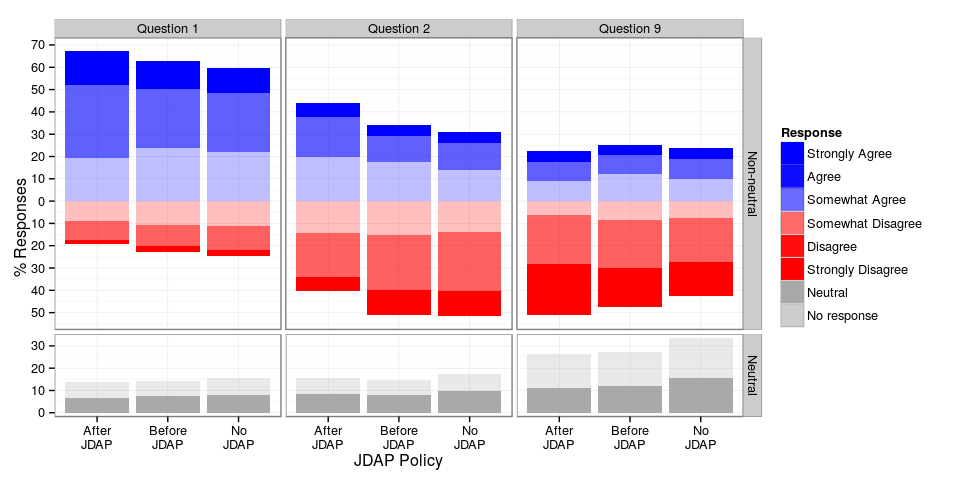 Question 1
Question 2
Question 9
70
60
50
40
30
20
10
0
10
20
30
40
50
% Responses
Non-neutral
30
20
10
0
Neutral
After
JDAP
Before
JDAP
No
JDAP
After
JDAP
Before
JDAP
No
JDAP
After
JDAP
Before
JDAP
No
JDAP
JDAP Policy
Response
Strongly Agree
Agree
Somewhat Agree
Somewhat Disagree
Disagree
Strongly Disagree
Neutral
No response